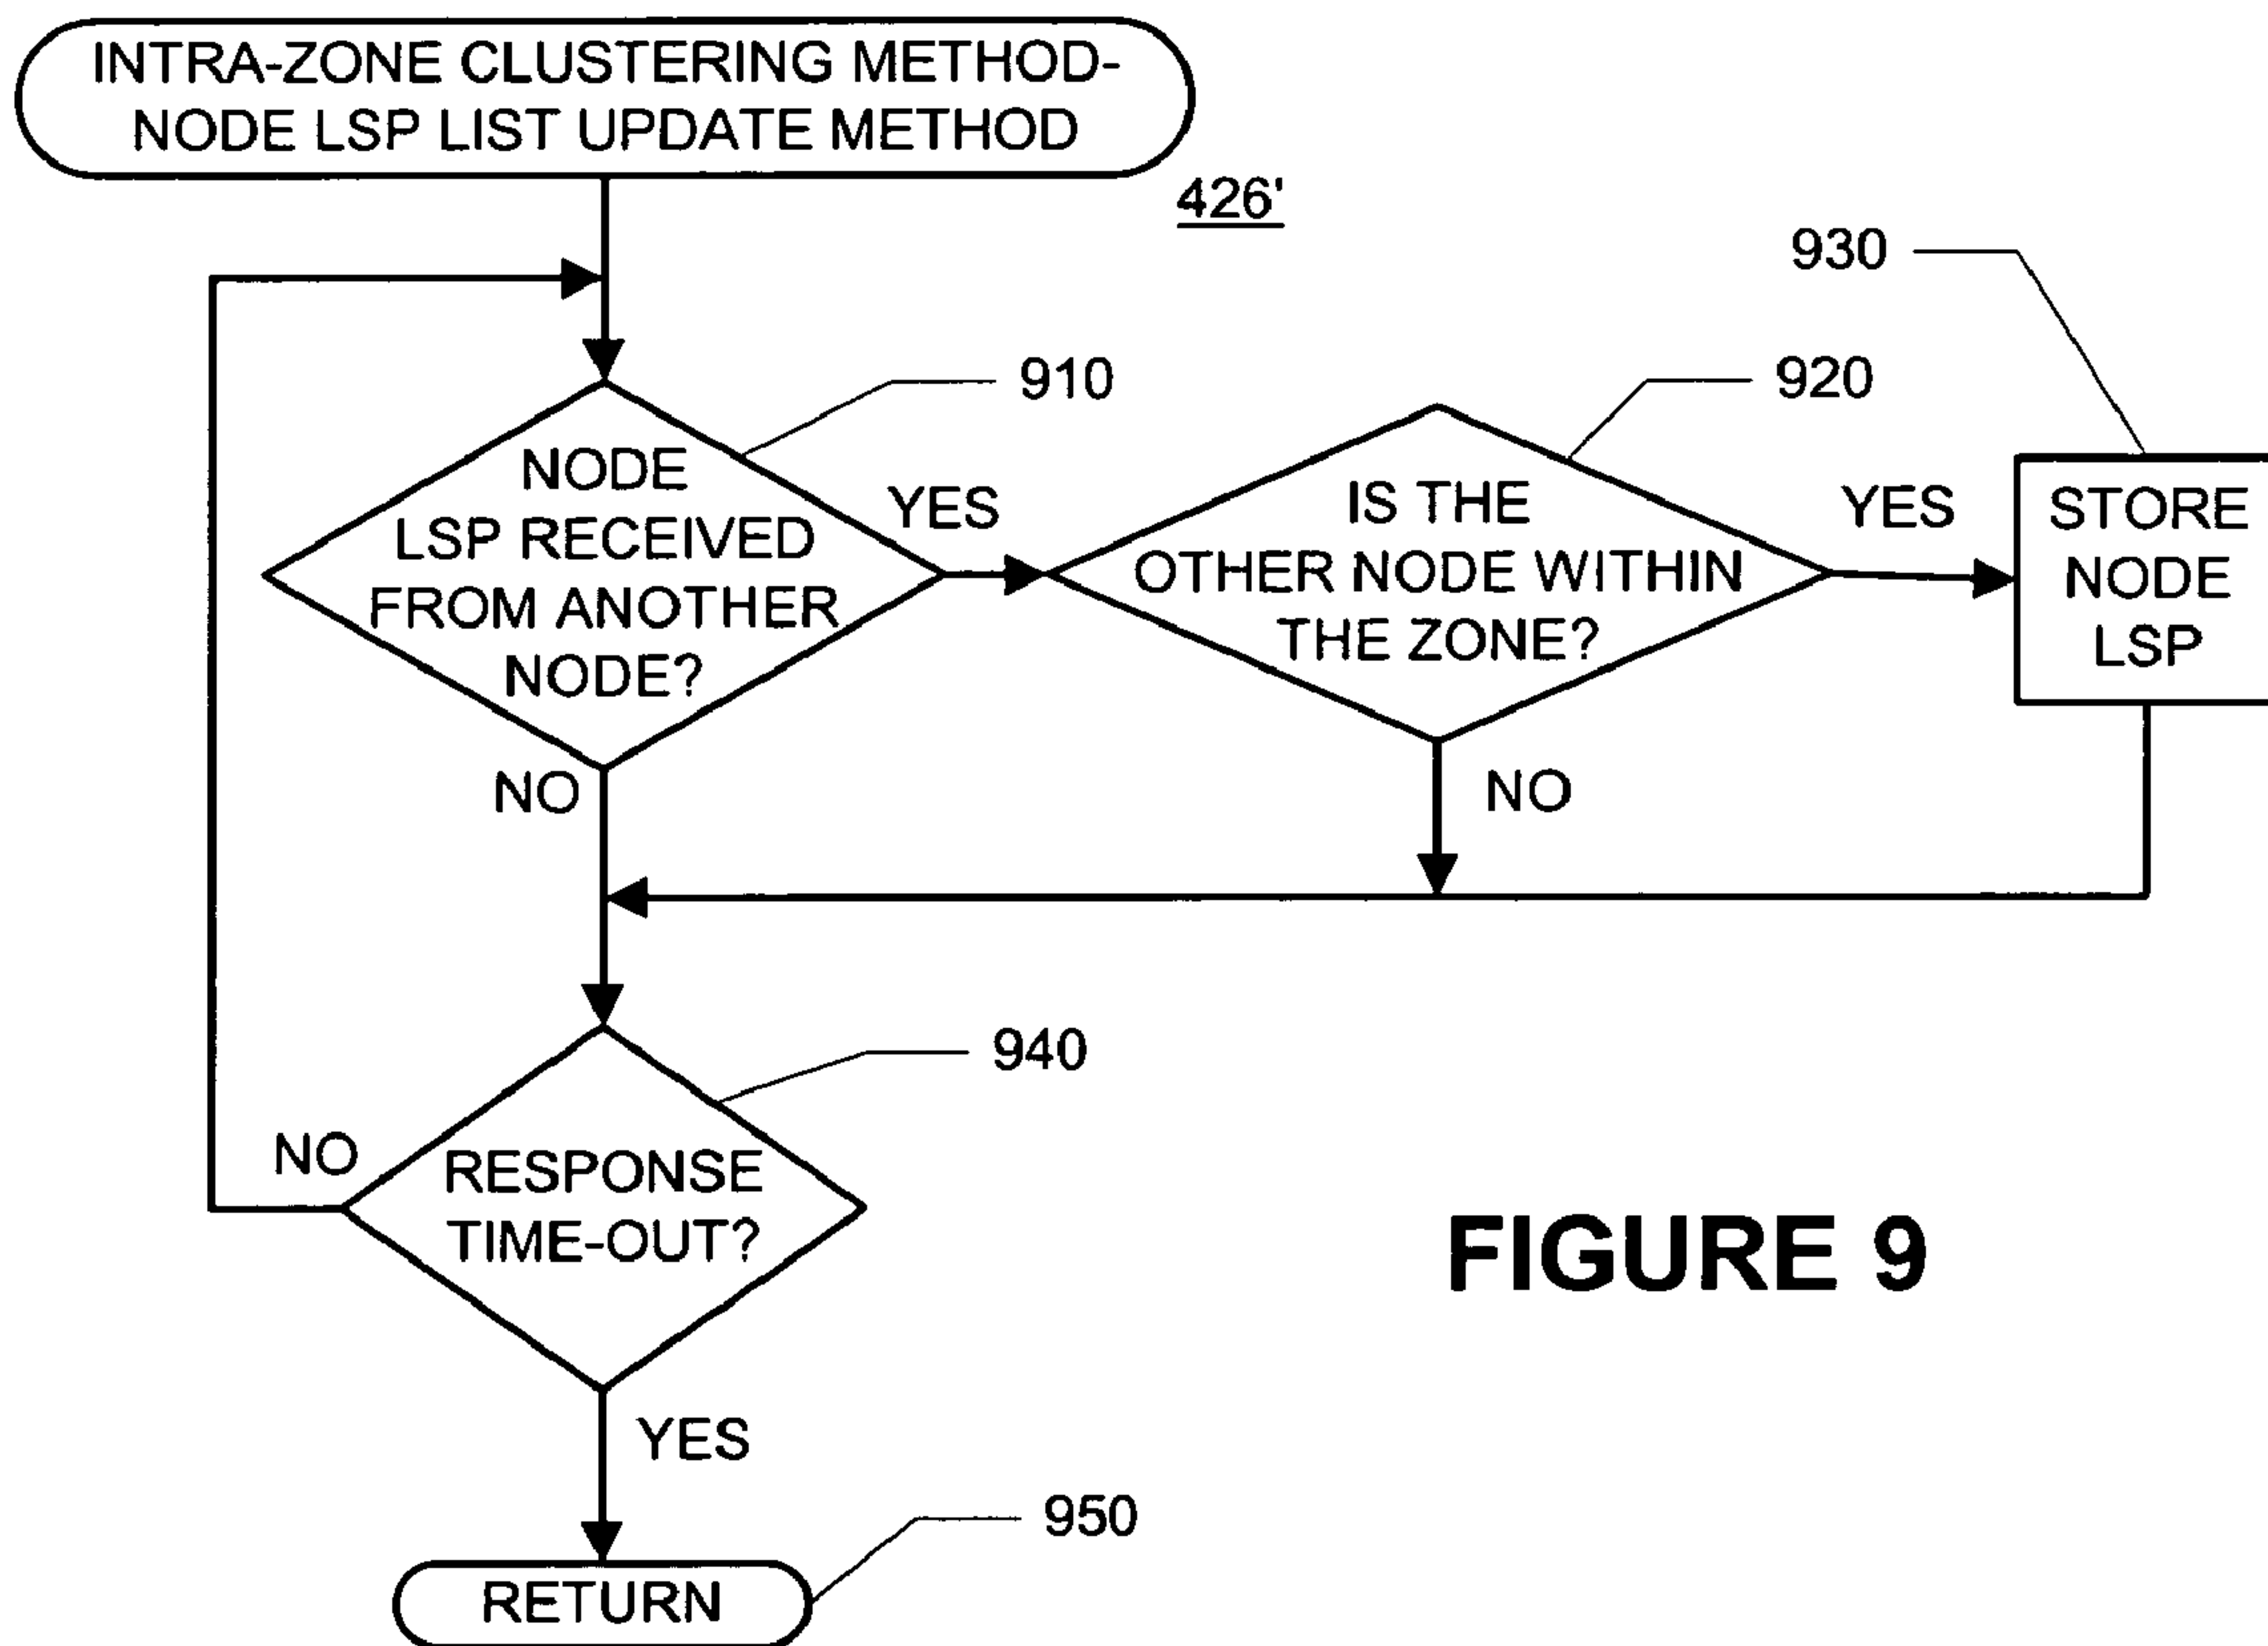 INTRA-ZONE CLUSTERING METHOD-
NODE LSP LIST UPDATE METHOD
426'
930
910
920
NODE
LSP RECEIVED
FROM ANOTHER
NODE?
YES
IS THE
OTHER NODE WITHIN
THE ZONE?
YES
STORE
NODE
LSP
NO
NO
940
NO
RESPONSE
TIME-OUT?
FIGURE 9
YES
950
RETURN